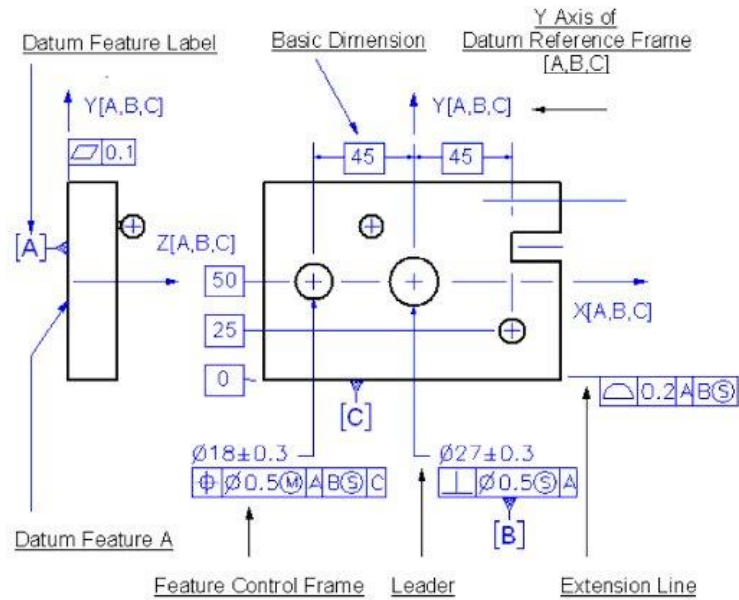 Datum Feature Label
Basic Dimension
Y Axis of
Datum Reference Frame
[A,B,C]
Y[A,B,C]
Y[A,B,C]
⏥ 0.1
45
45
[A]
Z[A,B,C]
50
X[A,B,C]
25
0
[C]
⌓ 0.2 A B Ⓢ
Ø18±0.3
⌖ Ø0.5 Ⓜ A B Ⓢ C
Ø27±0.3
⟂ Ø0.5 Ⓢ A
[B]
Datum Feature A
Feature Control Frame
Leader
Extension Line